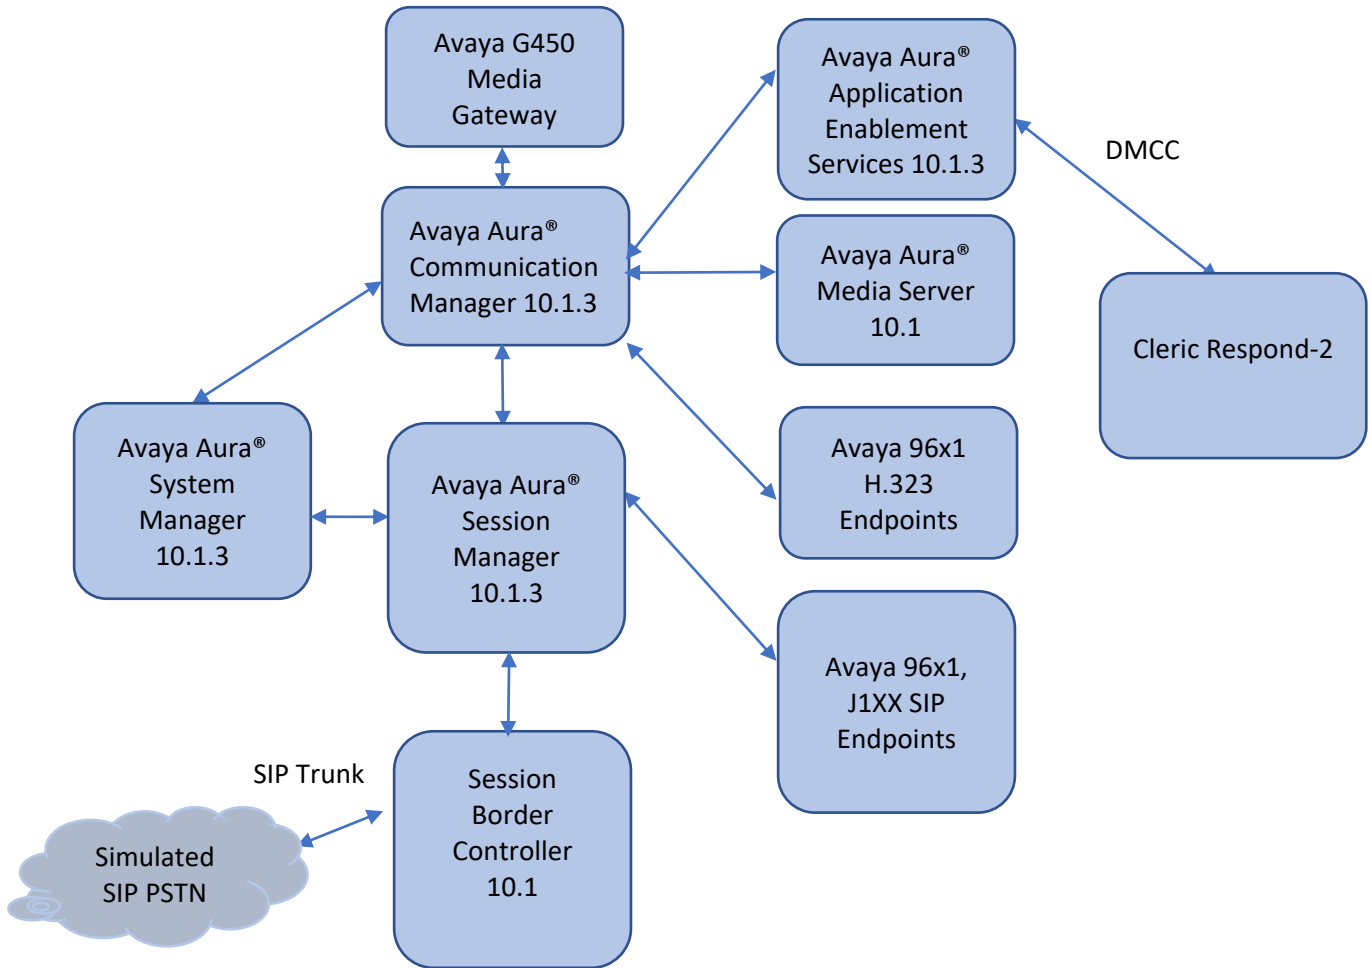 Avaya G450
Media
Gateway
Avaya Aura®
Application
Enablement
Services 10.1.3
DMCC
Avaya Aura®
Communication
Manager 10.1.3
Avaya Aura®
Media Server
10.1
Cleric Respond-2
Avaya Aura®
System
Manager
10.1.3
Avaya Aura®
Session
Manager
10.1.3
Avaya 96x1
H.323
Endpoints
Avaya 96x1,
J1XX SIP
Endpoints
SIP Trunk
Session
Border
Controller
10.1
Simulated
SIP PSTN